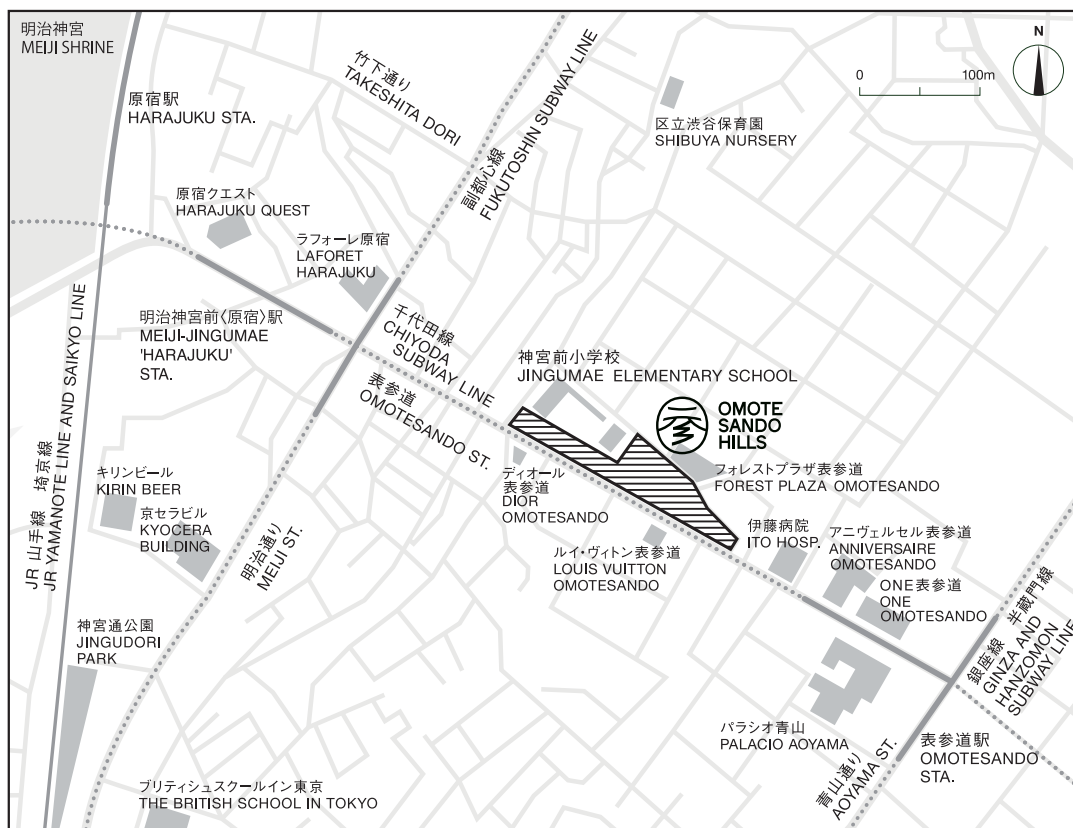 明治神宮
MEIJI SHRINE
原宿駅
HARAJUKU STA.
竹下通り
TAKESHITA DORI
副都心線
FUKUTOSHIN SUBWAY LINE
区立渋谷保育園
SHIBUYA NURSERY
0 100m
N
原宿クエスト
HARAJUKU QUEST
ラフォーレ原宿
LAFORET
HARAJUKU
明治神宮前〈原宿〉駅
MEIJI-JINGUMAE
'HARAJUKU'
STA.
千代田線
CHIYODA
SUBWAY LINE
表参道
OMOTESANDO ST.
神宮前小学校
JINGUMAE ELEMENTARY SCHOOL
OMOTE
SANDO
HILLS
フォレストプラザ表参道
FOREST PLAZA OMOTESANDO
ディオール
表参道
DIOR
OMOTESANDO
ルイ・ヴィトン表参道
LOUIS VUITTON
OMOTESANDO
伊藤病院
ITO HOSP.
アニヴェルセル表参道
ANNIVERSAIRE
OMOTESANDO
ONE表参道
ONE
OMOTESANDO
JR 山手線 埼京線
JR YAMANOTE LINE AND SAIKYO LINE
キリンビール
KIRIN BEER
京セラビル
KYOCERA
BUILDING
明治通り
MEIJI ST.
神宮通公園
JINGUDORI
PARK
ブリティシュスクールイン東京
THE BRITISH SCHOOL IN TOKYO
パラシオ青山
PALACIO AOYAMA
青山通り
AOYAMA ST.
表参道駅
OMOTESANDO
STA.
銀座線 半蔵門線
GINZA AND
HANZOMON
SUBWAY LINE